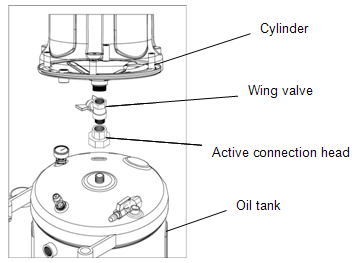 Cylinder
Wing valve
Active connection head
Oil tank